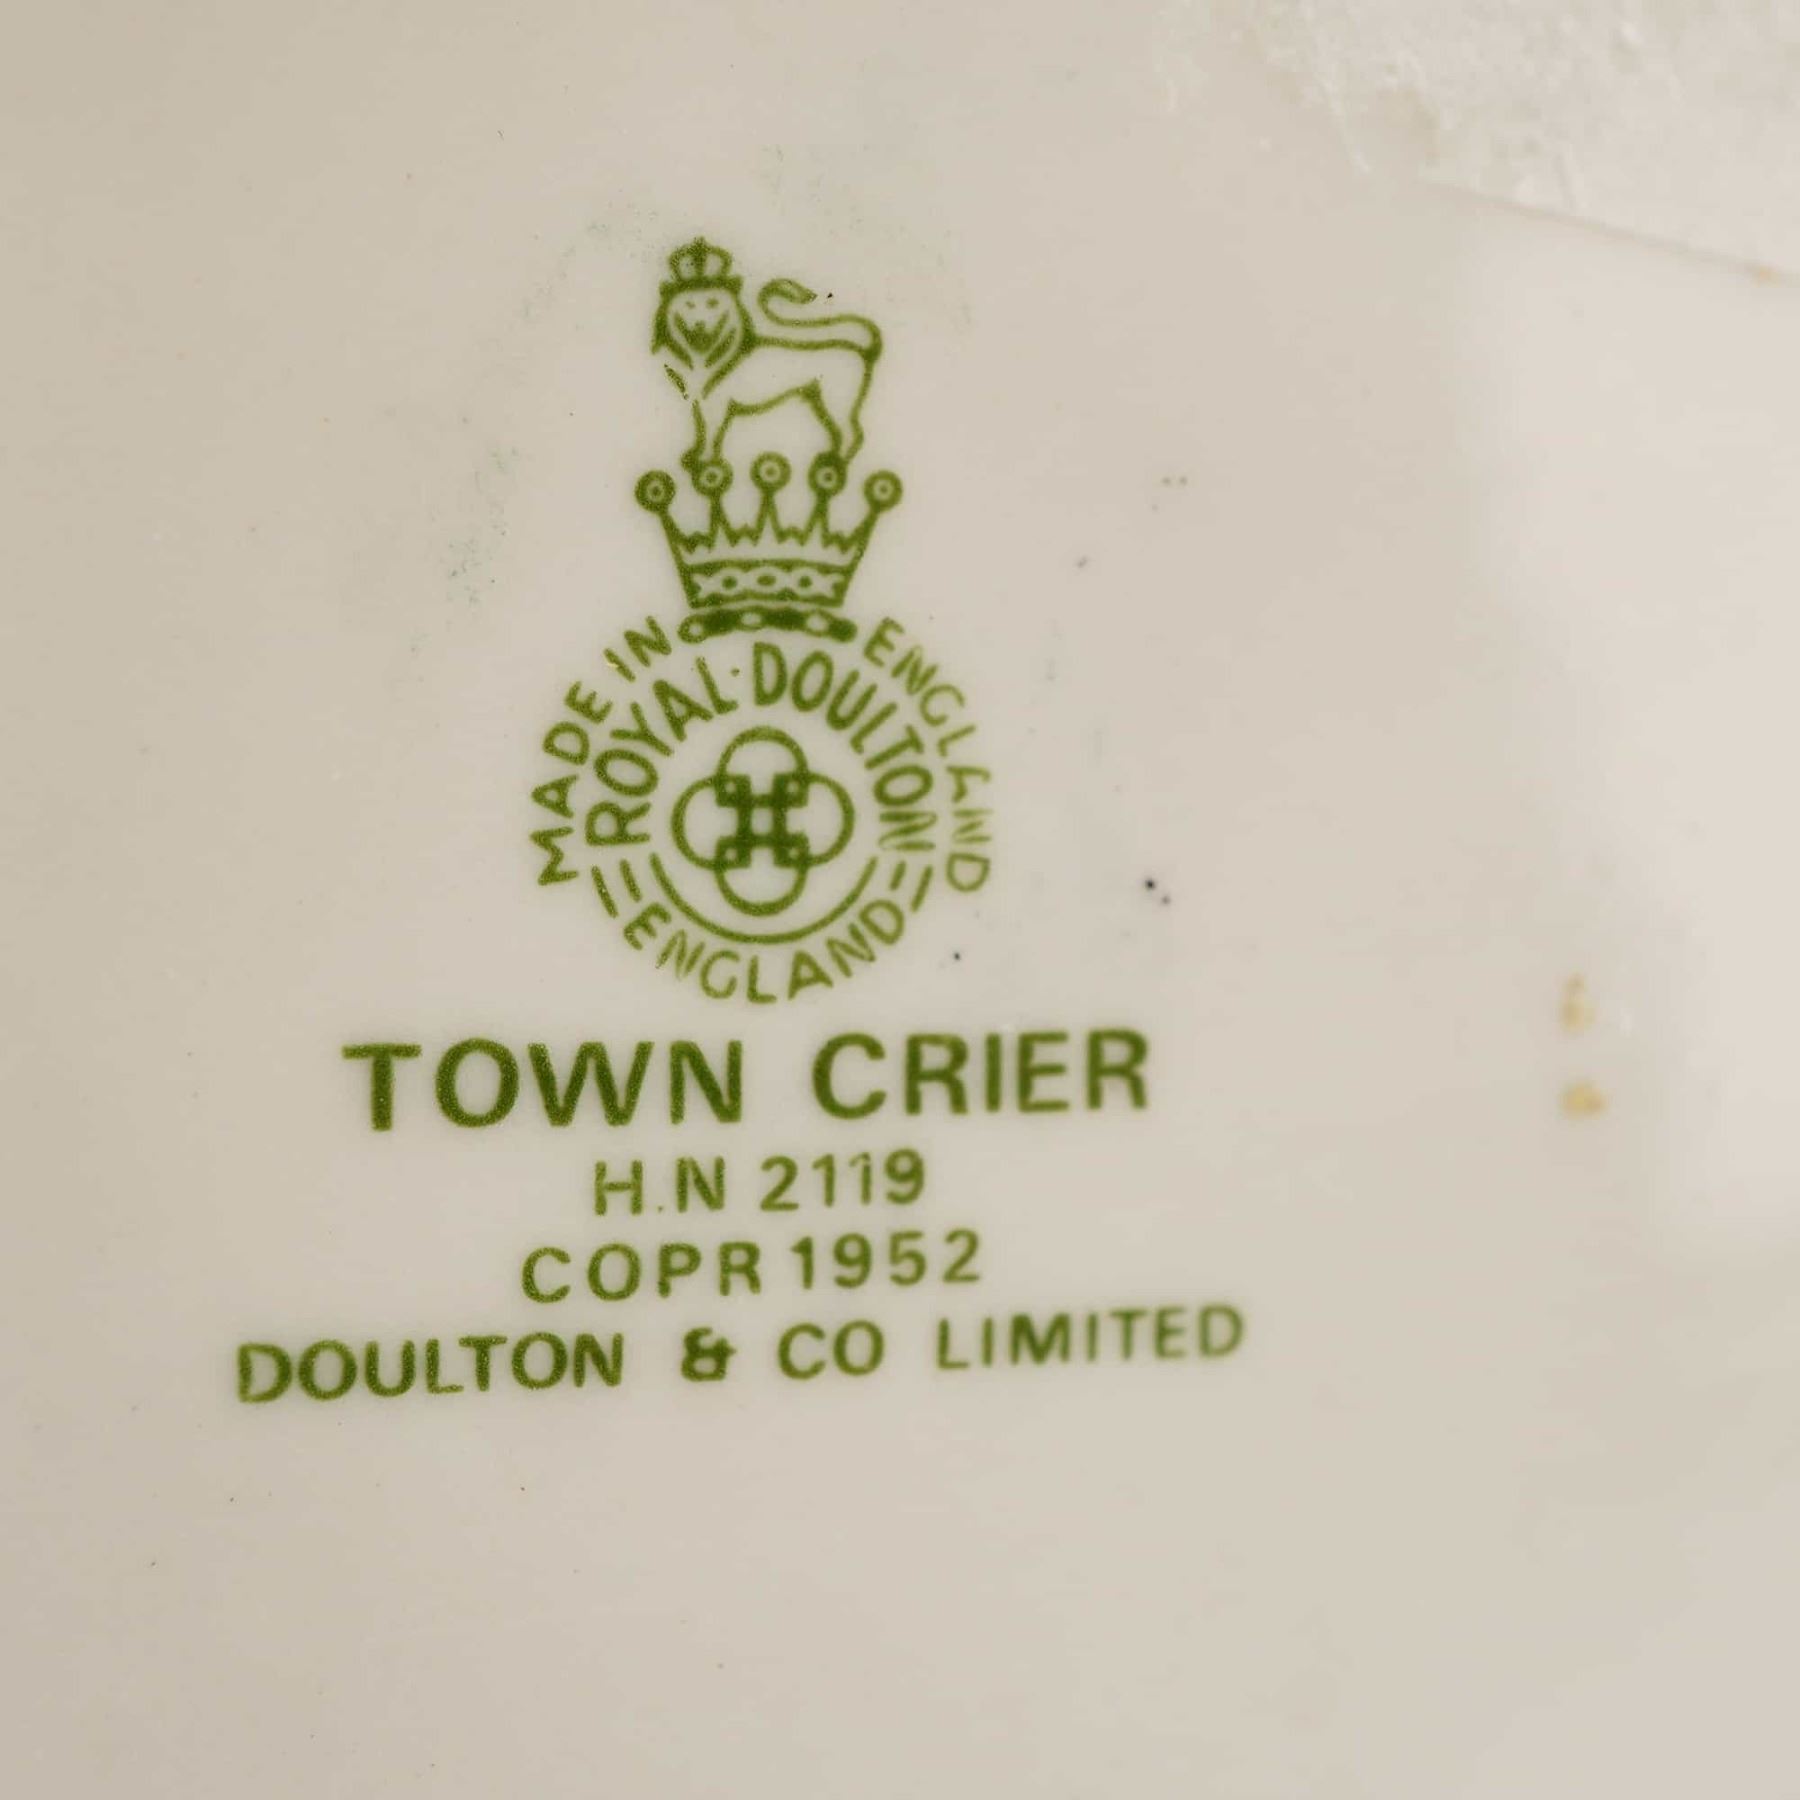 MADE IN ENGLAND
ROYAL·DOULTON
ENGLAND
TOWN CRIER
H.N 2119
COPR 1952
DOULTON & CO LIMITED